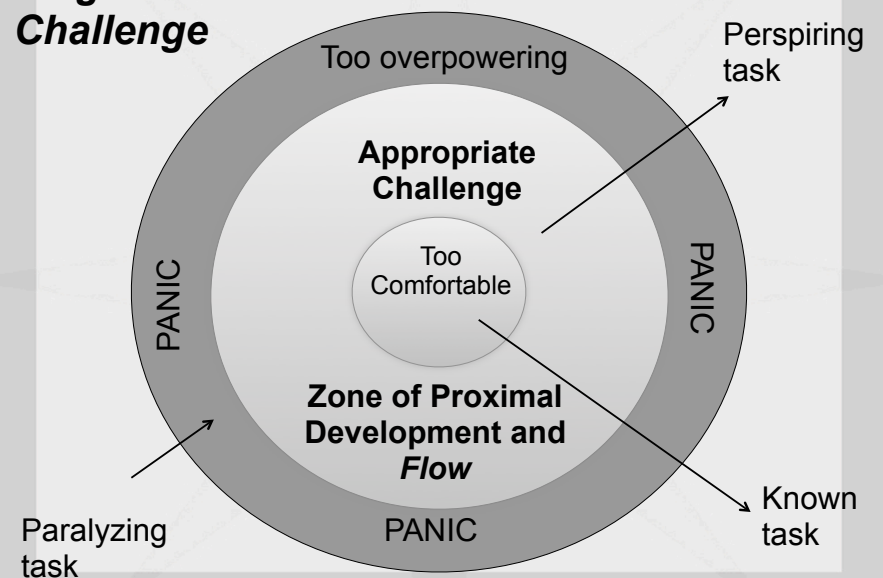 Challenge
Too overpowering
Perspiring
task
Appropriate
Challenge
Too
Comfortable
PANIC
PANIC
Zone of Proximal
Development and
Flow
Known
task
PANIC
Paralyzing
task